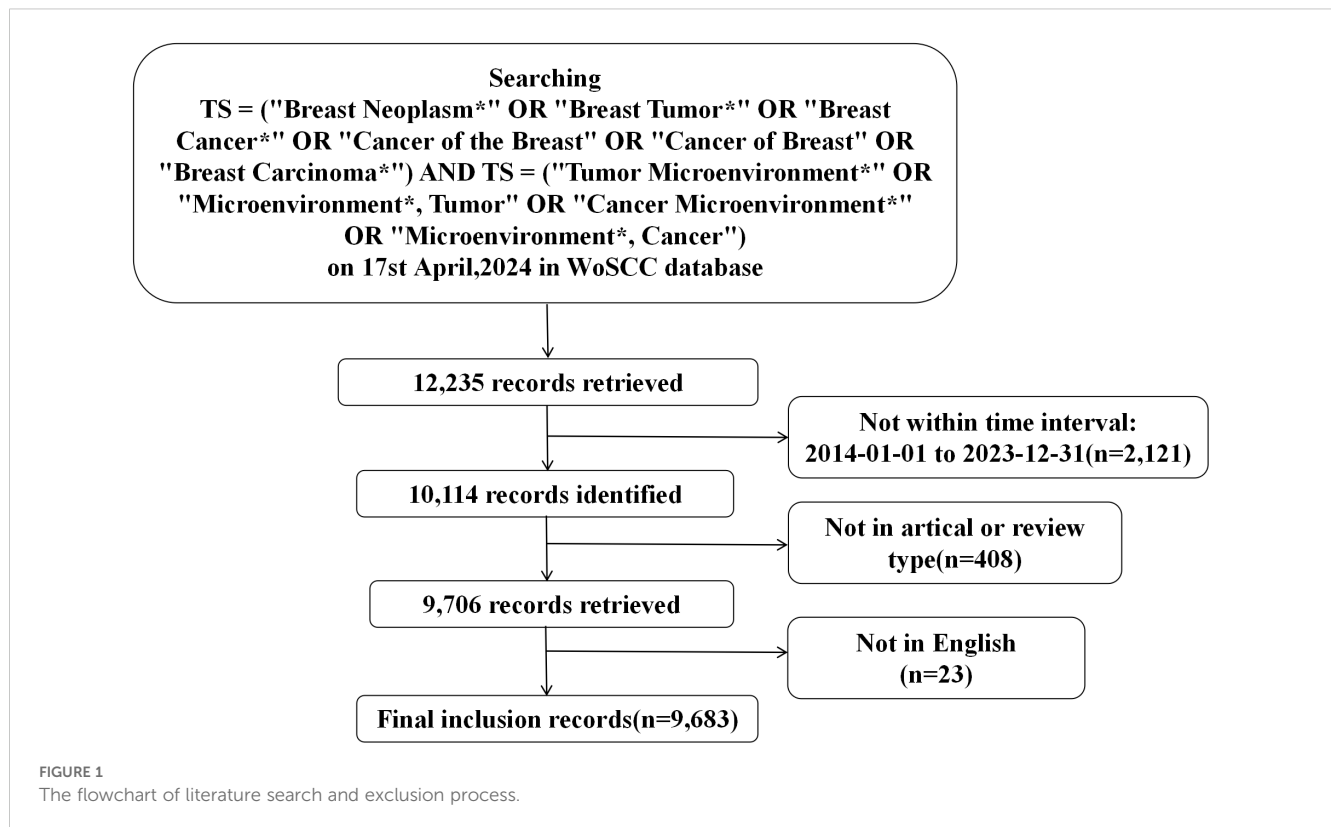 Searching
TS = ("Breast Neoplasm*" OR "Breast Tumor*" OR "Breast
Cancer*" OR "Cancer of the Breast" OR "Cancer of Breast" OR
"Breast Carcinoma*") AND TS = ("Tumor Microenvironment*" OR
"Microenvironment*, Tumor" OR "Cancer Microenvironment*"
OR "Microenvironment*, Cancer")
on 17st April,2024 in WoSCC database
12,235 records retrieved
Not within time interval:
2014-01-01 to 2023-12-31(n=2,121)
10,114 records identified
Not in artical or review
type(n=408)
9,706 records retrieved
Not in English
(n=23)
Final inclusion records(n=9,683)
FIGURE 1
The flowchart of literature search and exclusion process.